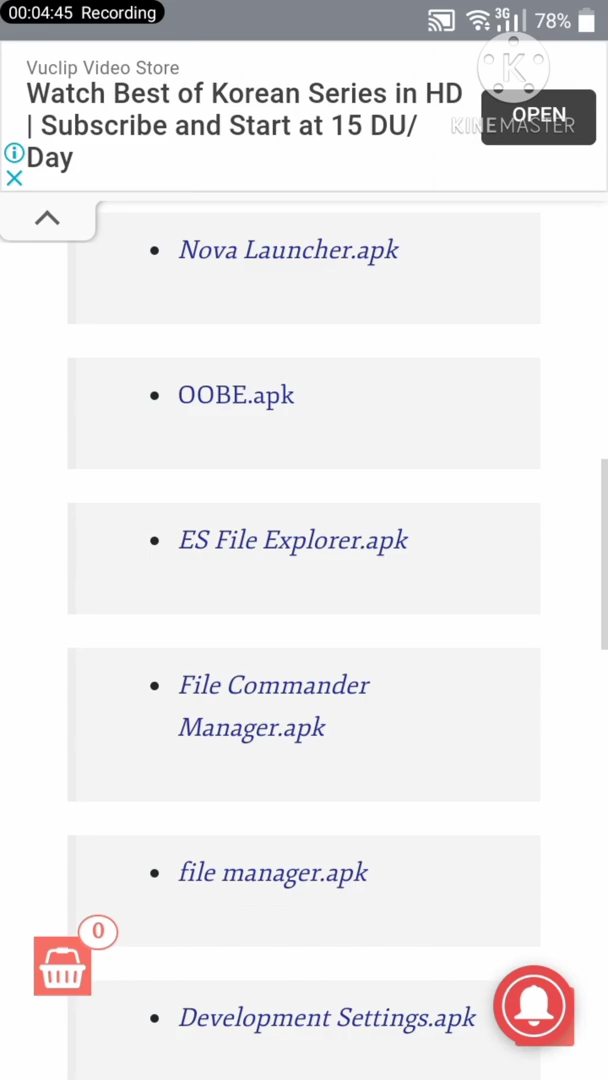 00:04:45 Recording
3G
78%
Vuclip Video Store
Watch Best of Korean Series in HD
| Subscribe and Start at 15 DU/
Day
OPEN
K
KINEMASTER
• Nova Launcher.apk
• OOBE.apk
• ES File Explorer.apk
• File Commander
Manager.apk
• file manager.apk
0
• Development Settings.apk